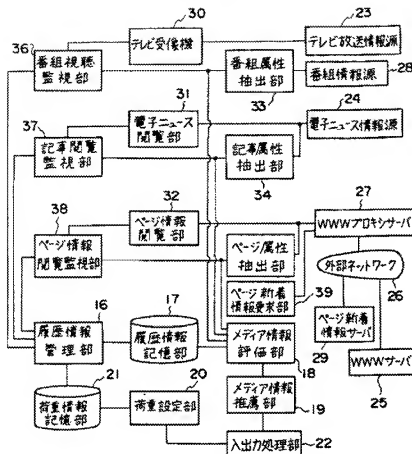 30
23
36
テレビ受像機
テレビ放送情報源
番組視聴
監視部
番組属性
抽出部
番組情報源
28
31
33
24
37
電子ニュース
閲覧部
電子ニュース情報源
記事閲覧
監視部
記事属性
抽出部
32
34
27
38
ページ情報
閲覧部
WWWプロキシサーバ
ページ情報
閲覧監視部
ページ属性
抽出部
外部ネットワーク
16
17
39
26
ページ新着
情報要求部
履歴情報
管理部
履歴情報
記憶部
メディア情報
評価部
ページ新着
情報サーバ
29
21
20
18
WWWサーバ
荷重情報
記憶部
荷重設定部
メディア情報
推薦部
25
19
入出力処理部
22